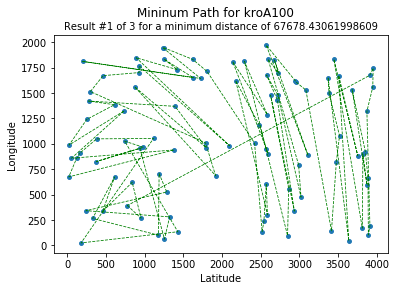 Mininum Path for kroA100
Result #1 of 3 for a minimum distance of 67678.43061998609
2000
1750
1500
1250
1000
750
500
250
0
Longitude
0 500 1000 1500 2000 2500 3000 3500 4000
Latitude